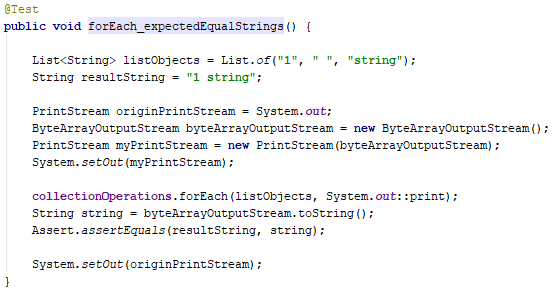 @Test
public void forEach_expectedEqualStrings() {
List<String> listObjects = List.of("1", " ", "string");
String resultString = "1 string";
PrintStream originPrintStream = System.out;
ByteArrayOutputStream byteArrayOutputStream = new ByteArrayOutputStream();
PrintStream myPrintStream = new PrintStream(byteArrayOutputStream);
System.setOut(myPrintStream);
collectionOperations.forEach(listObjects, System.out::print);
String string = byteArrayOutputStream.toString();
Assert.assertEquals(resultString, string);
System.setOut(originPrintStream);
}